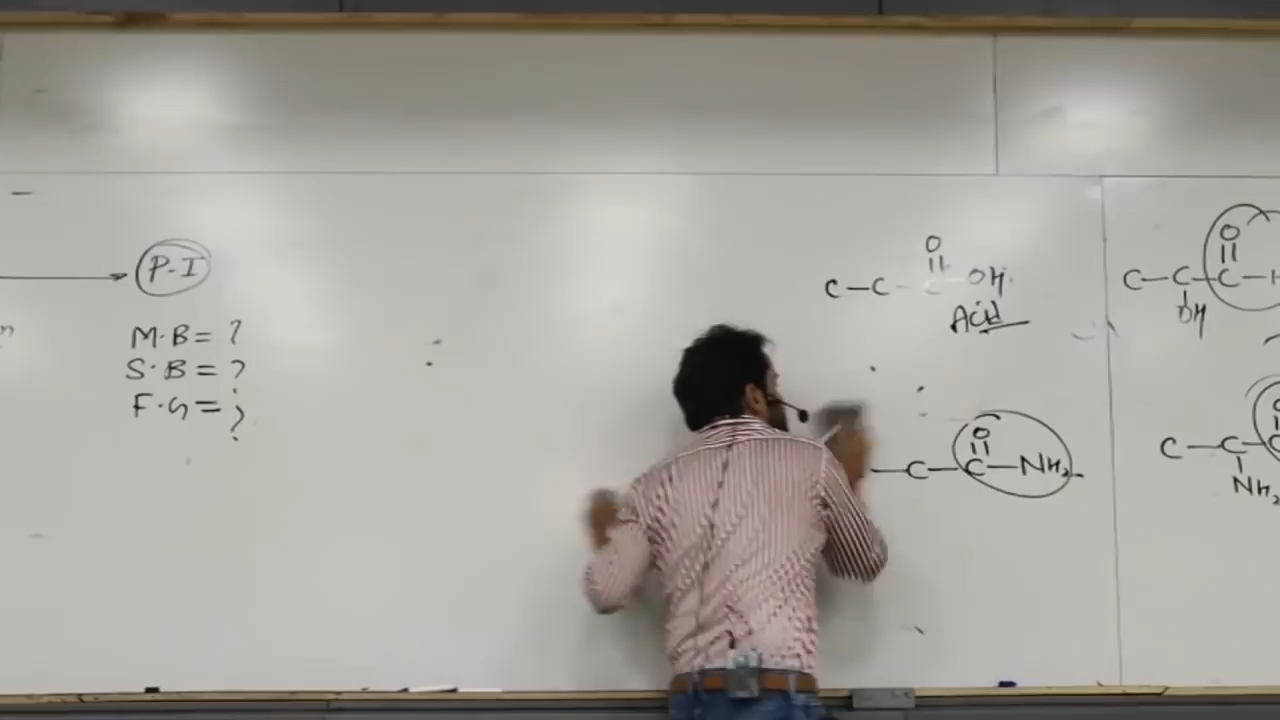 P-I
M·B = ?
S·B = ?
F·G = ?
O
||
C-C-C-OH
Acid
O
||
-C-C-NH₂
O
||
C-C-C-H
OH
C-C-
NH₂